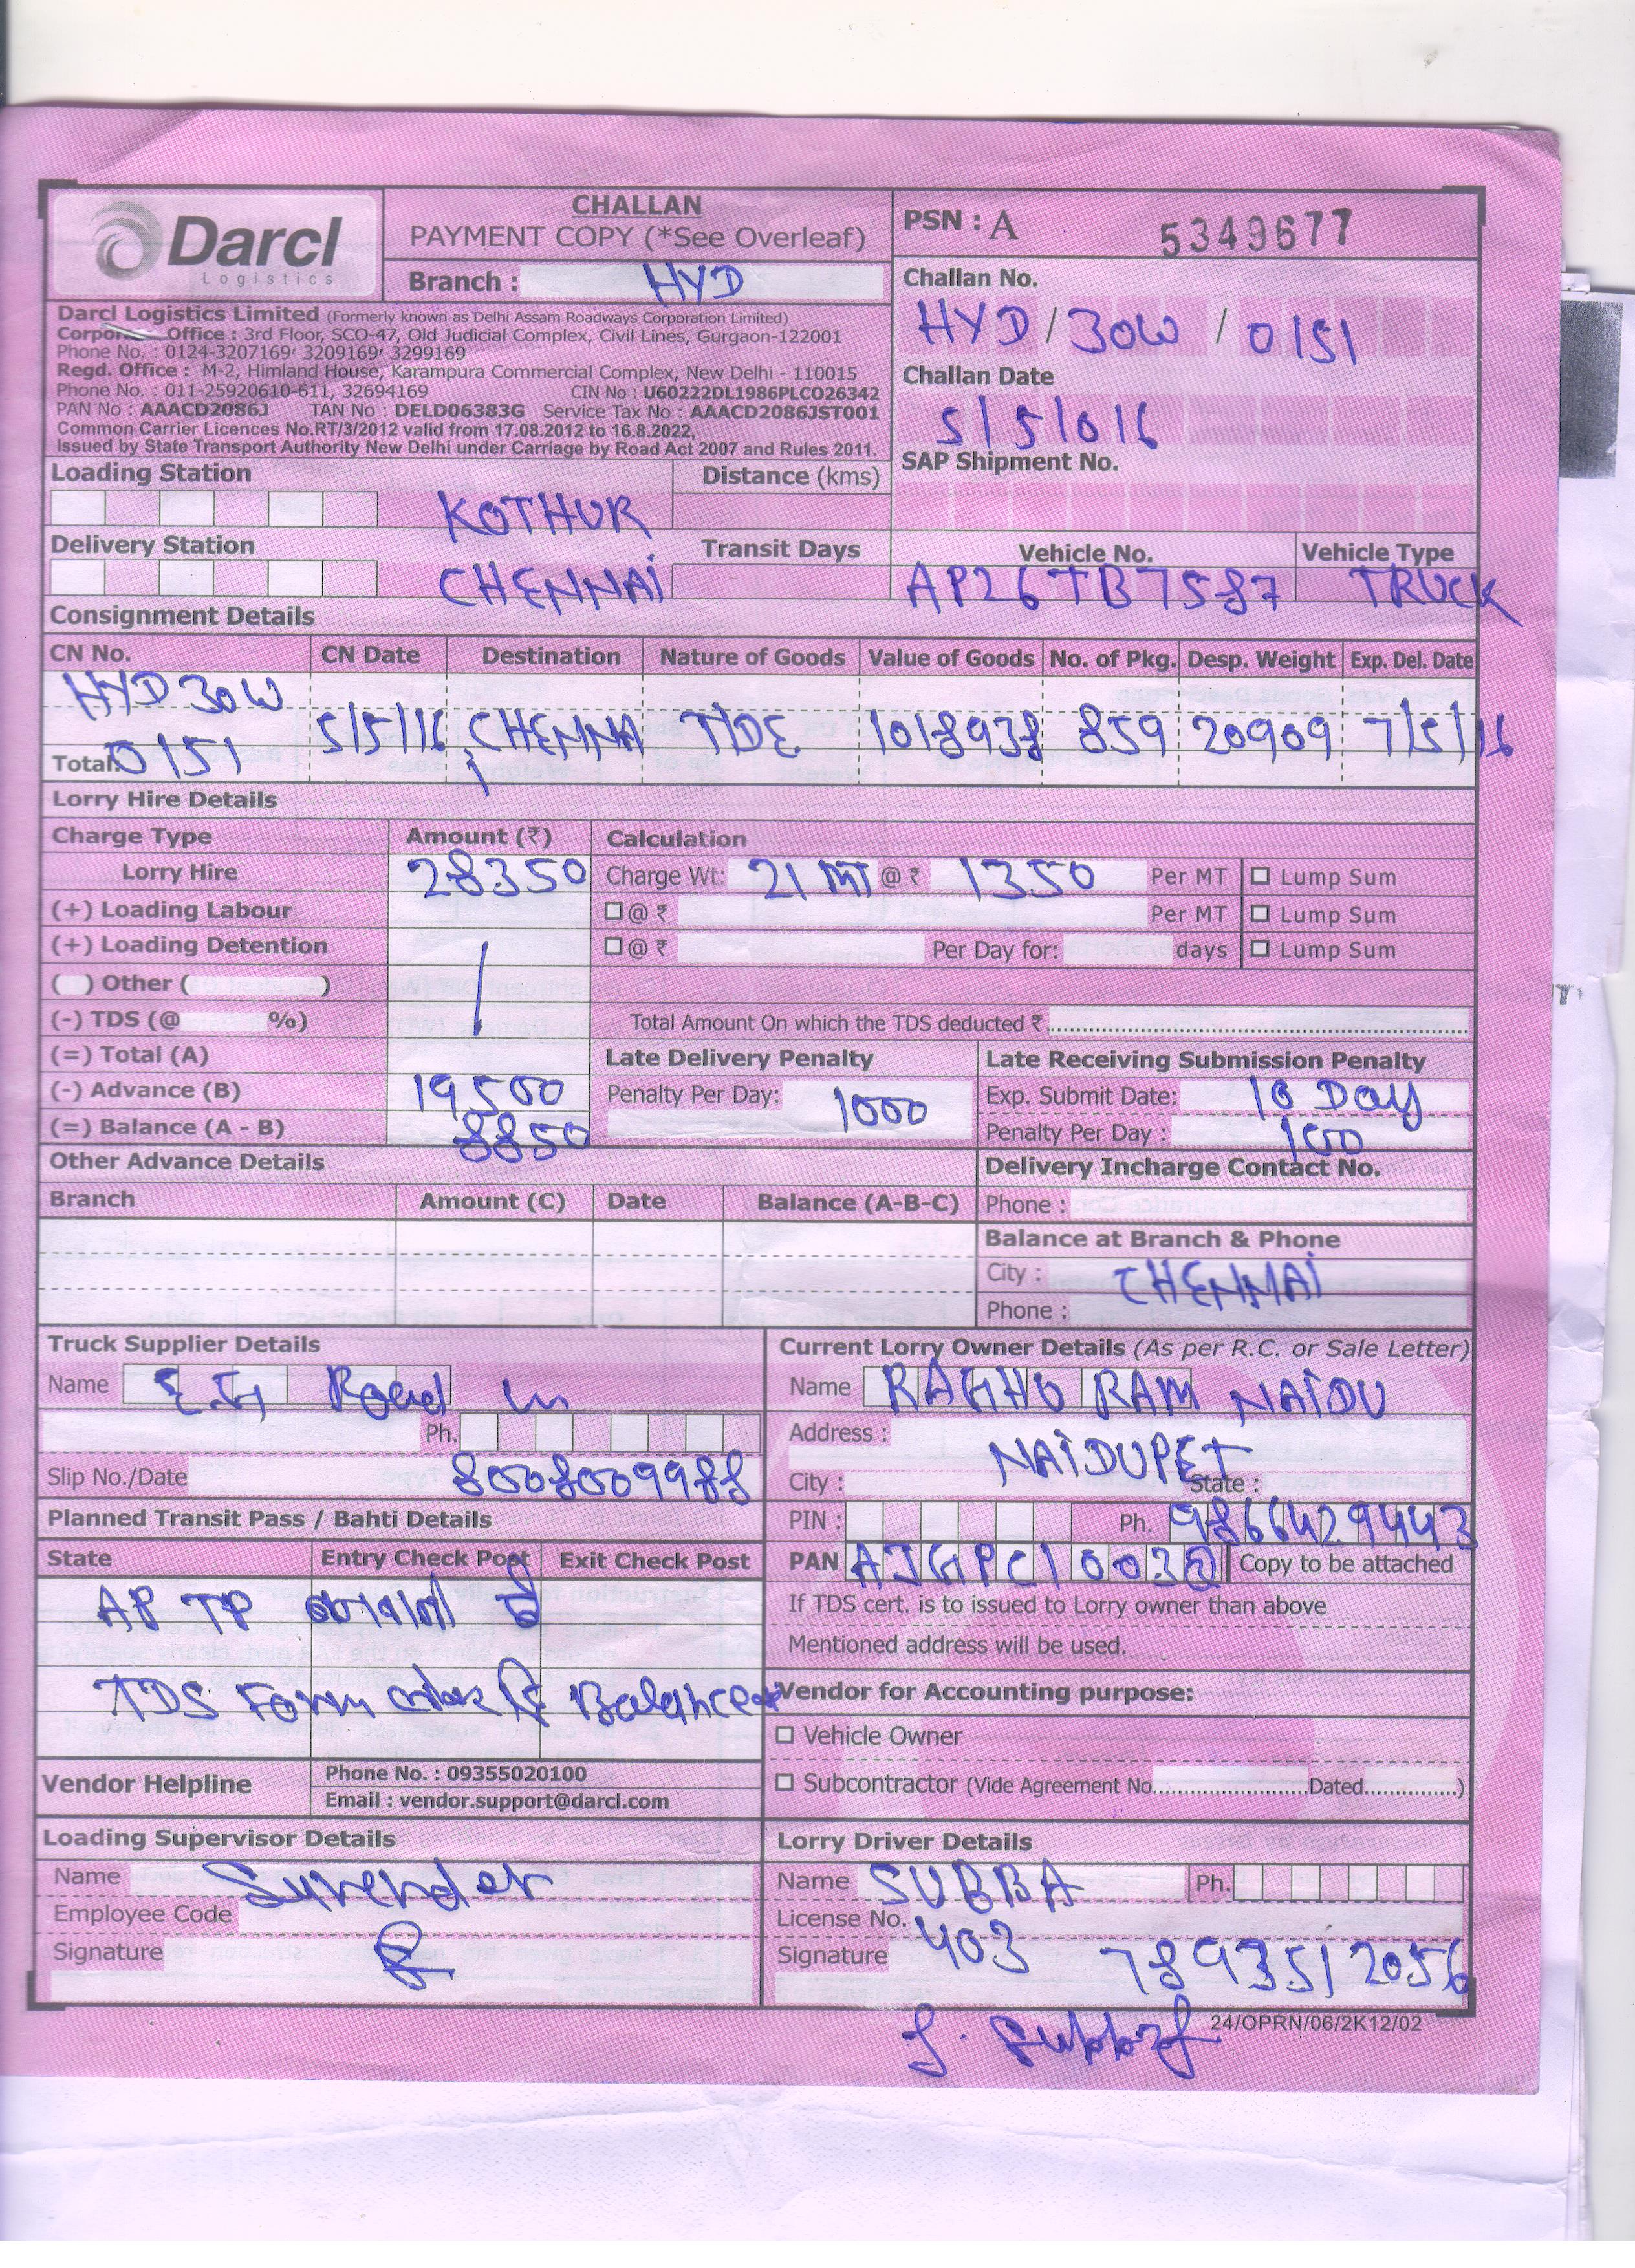 Darcl
Logistics
CHALLAN
PAYMENT COPY (*See Overleaf)
Branch : HYD
PSN : A 5349677
Challan No.
HYD / 30W / 0151
Challan Date
5/5/016
SAP Shipment No.
Darcl Logistics Limited (Formerly known as Delhi Assam Roadways Corporation Limited)
Office : 3rd Floor, SCO-47, Old Judicial Complex, Civil Lines, Gurgaon-122001
Phone No. : 0124-3207169, 3209169, 3299169
Regd. Office : M-2, Himland House, Karampura Commercial Complex, New Delhi - 110015
Phone No. : 011-25920610-611, 32694169 CIN No : U60222DL1986PLCO26342
PAN No : AAACD2086J TAN No : DELD06383G Service Tax No : AAACD2086JST001
Common Carrier Licences No.RT/3/2012 valid from 17.08.2012 to 16.8.2022,
Issued by State Transport Authority New Delhi under Carriage by Road Act 2007 and Rules 2011.
Loading Station KOTHUR Distance (kms)
Delivery Station CHENNAI Transit Days
Vehicle No. Vehicle Type
AP26TB7587 TRUCK
Consignment Details
CN No. CN Date Destination Nature of Goods Value of Goods No. of Pkg. Desp. Weight Exp. Del. Date
HYD 30W
0151 5/5/16 CHENNAI TIDE 1018938 859 20909 7/5/16
Total:
Lorry Hire Details
Charge Type Amount (₹) Calculation
Lorry Hire 28350 Charge Wt: 21 MT @ ₹ 1350 Per MT Lump Sum
(+) Loading Labour @ ₹ Per MT Lump Sum
(+) Loading Detention @ ₹ Per Day for: days Lump Sum
( ) Other ( )
(-) TDS (@ %) Total Amount On which the TDS deducted ₹
(=) Total (A) Late Delivery Penalty Late Receiving Submission Penalty
(-) Advance (B) 19500 Penalty Per Day: 1000 Exp. Submit Date: 10 Day
(=) Balance (A - B) 8850 Penalty Per Day : 100
Other Advance Details Delivery Incharge Contact No.
Branch Amount (C) Date Balance (A-B-C) Phone :
Balance at Branch & Phone
City : CHENNAI
Phone :
Truck Supplier Details
Name Road
Ph.
Slip No./Date 8008009988
Current Lorry Owner Details (As per R.C. or Sale Letter)
Name RAGHU RAM NAIDU
Address : NAIDUPET
City : State :
PIN : Ph. 9866429443
PAN Copy to be attached
If TDS cert. is to issued to Lorry owner than above
Mentioned address will be used.
Planned Transit Pass / Bahti Details
State Entry Check Post Exit Check Post
AP TP
TDS Form Balance
Vendor for Accounting purpose:
Vehicle Owner
Subcontractor (Vide Agreement No. Dated )
Vendor Helpline Phone No. : 09355020100
Email : vendor.support@darcl.com
Loading Supervisor Details
Name Surender
Employee Code
Signature
Lorry Driver Details
Name SUBBA Ph.
License No. 403
Signature 7893512056
24/OPRN/06/2K12/02